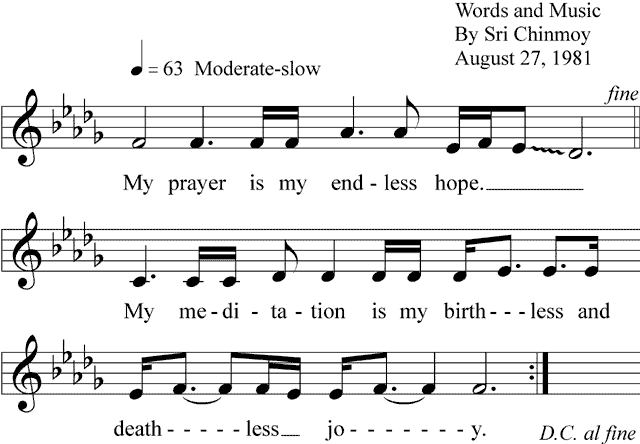 Words and Music
By Sri Chinmoy
August 27, 1981
= 63 Moderate-slow
fine
My prayer is my end - less hope.
My me - di - ta - tion is my birth - - - less and
death - - - - - less jo - - - - - - - y.
D.C. al fine